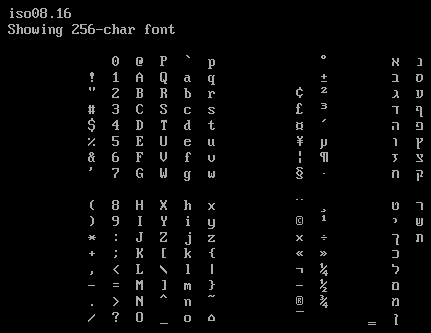 iso08.16
Showing 256-char font
0 @ P ` p ° א נ
! 1 A Q a q ± ב ס
" 2 B R b r ¢ ² ג ע
# 3 C S c s £ ³ ד ף
$ 4 D T d t ¤ ´ ה פ
% 5 E U e u ¥ µ ו ץ
& 6 F V f v ¦ ¶ ז צ
' 7 G W g w § · ח ק
( 8 H X h x ¨ ¸ ט ר
) 9 I Y i y © ¹ י ש
* : J Z j z × ÷ ך ת
+ ; K [ k { « » כ
, < L \ l | ¬ ¼ ל
- = M ] m } - ½ ם
. > N ^ n ~ ® ¾ מ
/ ? O _ o ⌂ ‗ ן